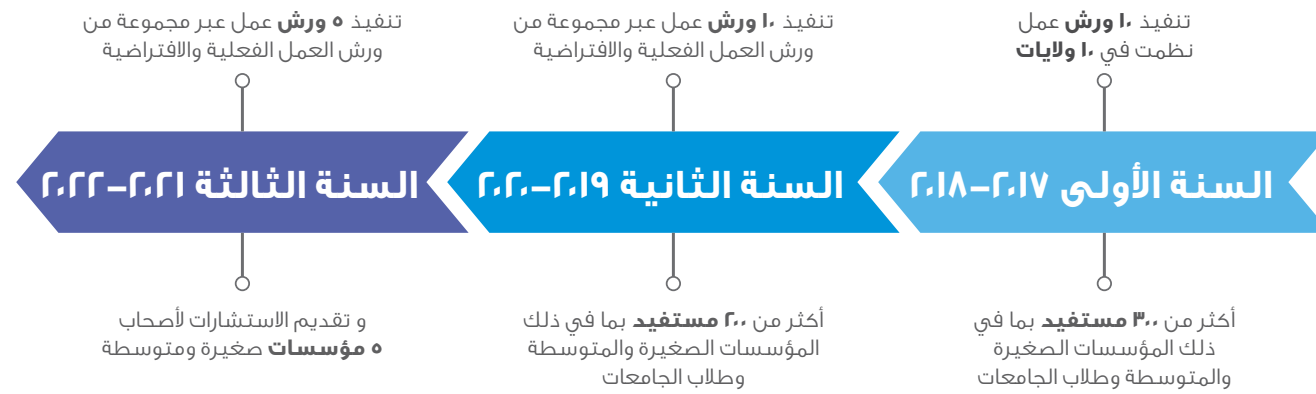 تنفيذ ١٠ ورش عمل
نظمت في ١٠ ولايات
السنة الأولى ٢٠١٧-٢٠١٨
أكثر من ٣٠٠ مستفيد بما في
ذلك المؤسسات الصغيرة
والمتوسطة وطلاب الجامعات
تنفيذ ١٠ ورش عمل عبر مجموعة من
ورش العمل الفعلية والافتراضية
السنة الثانية ٢٠١٩-٢٠٢٠
أكثر من ٢٠٠ مستفيد بما في ذلك
المؤسسات الصغيرة والمتوسطة
وطلاب الجامعات
تنفيذ ٥ ورش عمل عبر مجموعة من
ورش العمل الفعلية والافتراضية
السنة الثالثة ٢٠٢١-٢٠٢٢
و تقديم الاستشارات لأصحاب
٥ مؤسسات صغيرة ومتوسطة